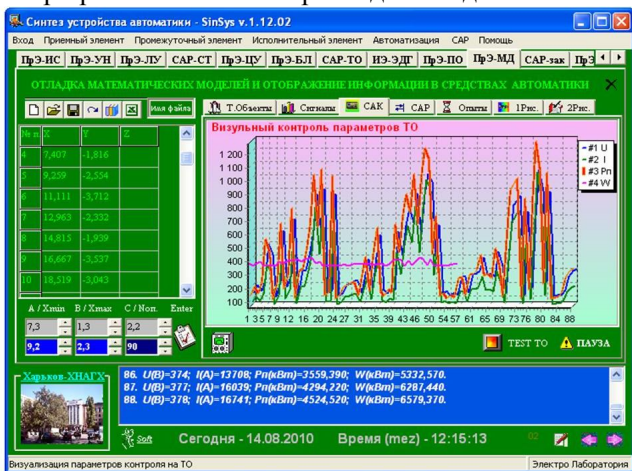 Синтез устройства автоматики - SinSys v.1.12.02
Вход Приемный элемент Промежуточный элемент Исполнительный элемент Автоматизация САР Помощь
ПрЭ-ИС ПрЭ-УН ПрЭ-ЛУ САР-СТ ПрЭ-ЦУ ПрЭ-БЛ САР-ТО ИЭ-ЭДГ ПрЭ-ПО ПрЭ-МД САР-зак ПрЭ
ОТЛАДКА МАТЕМАТИЧЕСКИХ МОДЕЛЕЙ И ОТОБРАЖЕНИЕ ИНФОРМАЦИИ В СРЕДСТВАХ АВТОМАТИКИ
Имя файла Т.Объекты Сигналы САК САР Опыты 1Рис. 2Рис.
№ п X Y Z
4 7,407 -1,816
5 9,259 -2,554
6 11,111 -3,712
7 12,963 -2,332
8 14,815 -1,939
9 16,667 -3,537
10 18,519 -3,043
Визульный контроль параметров ТО
1 200
1 100
1 000
900
800
700
600
500
400
300
200
100
1 3 5 7 9 12 16 20 24 27 31 35 39 43 46 50 54 58 61 65 69 73 76 80 84 88
#1 U
#2 I
#3 Pn
#4 W
A / Xmin B / Xmax C / Nоп. Enter
7,3 1,3 2,2
9,2 2,3 90
TEST ТО ПАУЗА
Харьков-ХНАГХ
86. U(В)=374; I(А)=13708; Pn(кВт)=3559,390; W(кВт)=5332,570.
87. U(В)=377; I(А)=16039; Pn(кВт)=4294,220; W(кВт)=6287,440.
88. U(В)=378; I(А)=16741; Pn(кВт)=4524,520; W(кВт)=6579,370.
Soft Сегодня - 14.08.2010 Время (mez) - 12:15:13 02
Визуализация параметров контроля на ТО Электро Лаборатория